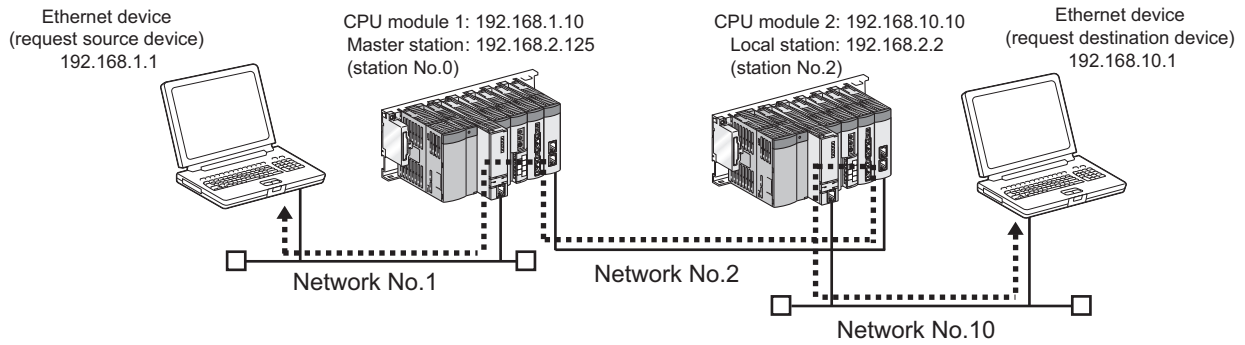 Ethernet device
(request source device)
192.168.1.1
CPU module 1: 192.168.1.10
Master station: 192.168.2.125
(station No.0)
CPU module 2: 192.168.10.10
Local station: 192.168.2.2
(station No.2)
Ethernet device
(request destination device)
192.168.10.1
Network No.1
Network No.2
Network No.10